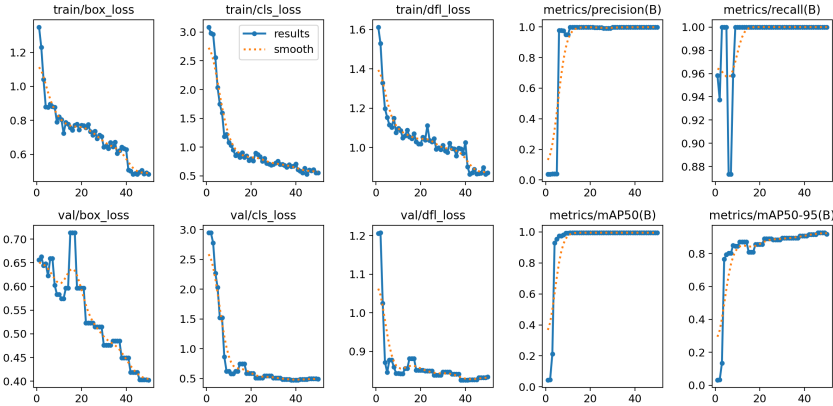 train/box_loss
train/cls_loss
train/dfl_loss
metrics/precision(B)
metrics/recall(B)
1.2
1.0
0.8
0.6
0 20 40
3.0
2.5
2.0
1.5
1.0
0.5
0 20 40
results
smooth
1.6
1.4
1.2
1.0
0 20 40
1.0
0.8
0.6
0.4
0.2
0.0
0 20 40
1.00
0.98
0.96
0.94
0.92
0.90
0.88
0 20 40
val/box_loss
val/cls_loss
val/dfl_loss
metrics/mAP50(B)
metrics/mAP50-95(B)
0.70
0.65
0.60
0.55
0.50
0.45
0.40
0 20 40
3.0
2.5
2.0
1.5
1.0
0.5
0 20 40
1.2
1.1
1.0
0.9
0 20 40
1.0
0.8
0.6
0.4
0.2
0.0
0 20 40
0.8
0.6
0.4
0.2
0.0
0 20 40